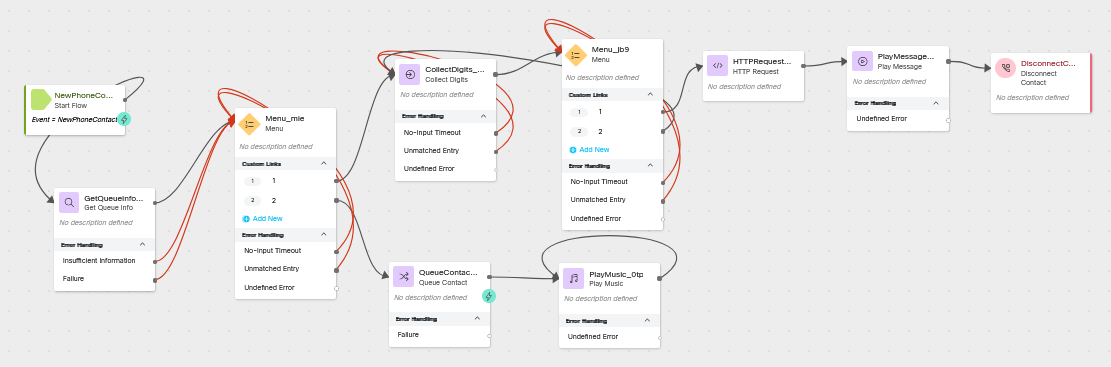 NewPhoneCo...
Start Flow
Event = NewPhoneContact
GetQueueInfo...
Get Queue Info
No description defined
Error Handling
Insufficient Information
Failure
Menu_mie
Menu
No description defined
Custom Links
1 1
2 2
Add New
Error Handling
No-Input Timeout
Unmatched Entry
Undefined Error
CollectDigits_...
Collect Digits
No description defined
Error Handling
No-Input Timeout
Unmatched Entry
Undefined Error
QueueContac...
Queue Contact
No description defined
Error Handling
Failure
Menu_jb9
Menu
No description defined
Custom Links
1 1
2 2
Add New
Error Handling
No-Input Timeout
Unmatched Entry
Undefined Error
PlayMusic_0tp
Play Music
No description defined
Error Handling
Undefined Error
HTTPRequest...
HTTP Request
No description defined
PlayMessage...
Play Message
No description defined
Error Handling
Undefined Error
DisconnectC...
Disconnect
Contact
No description defined